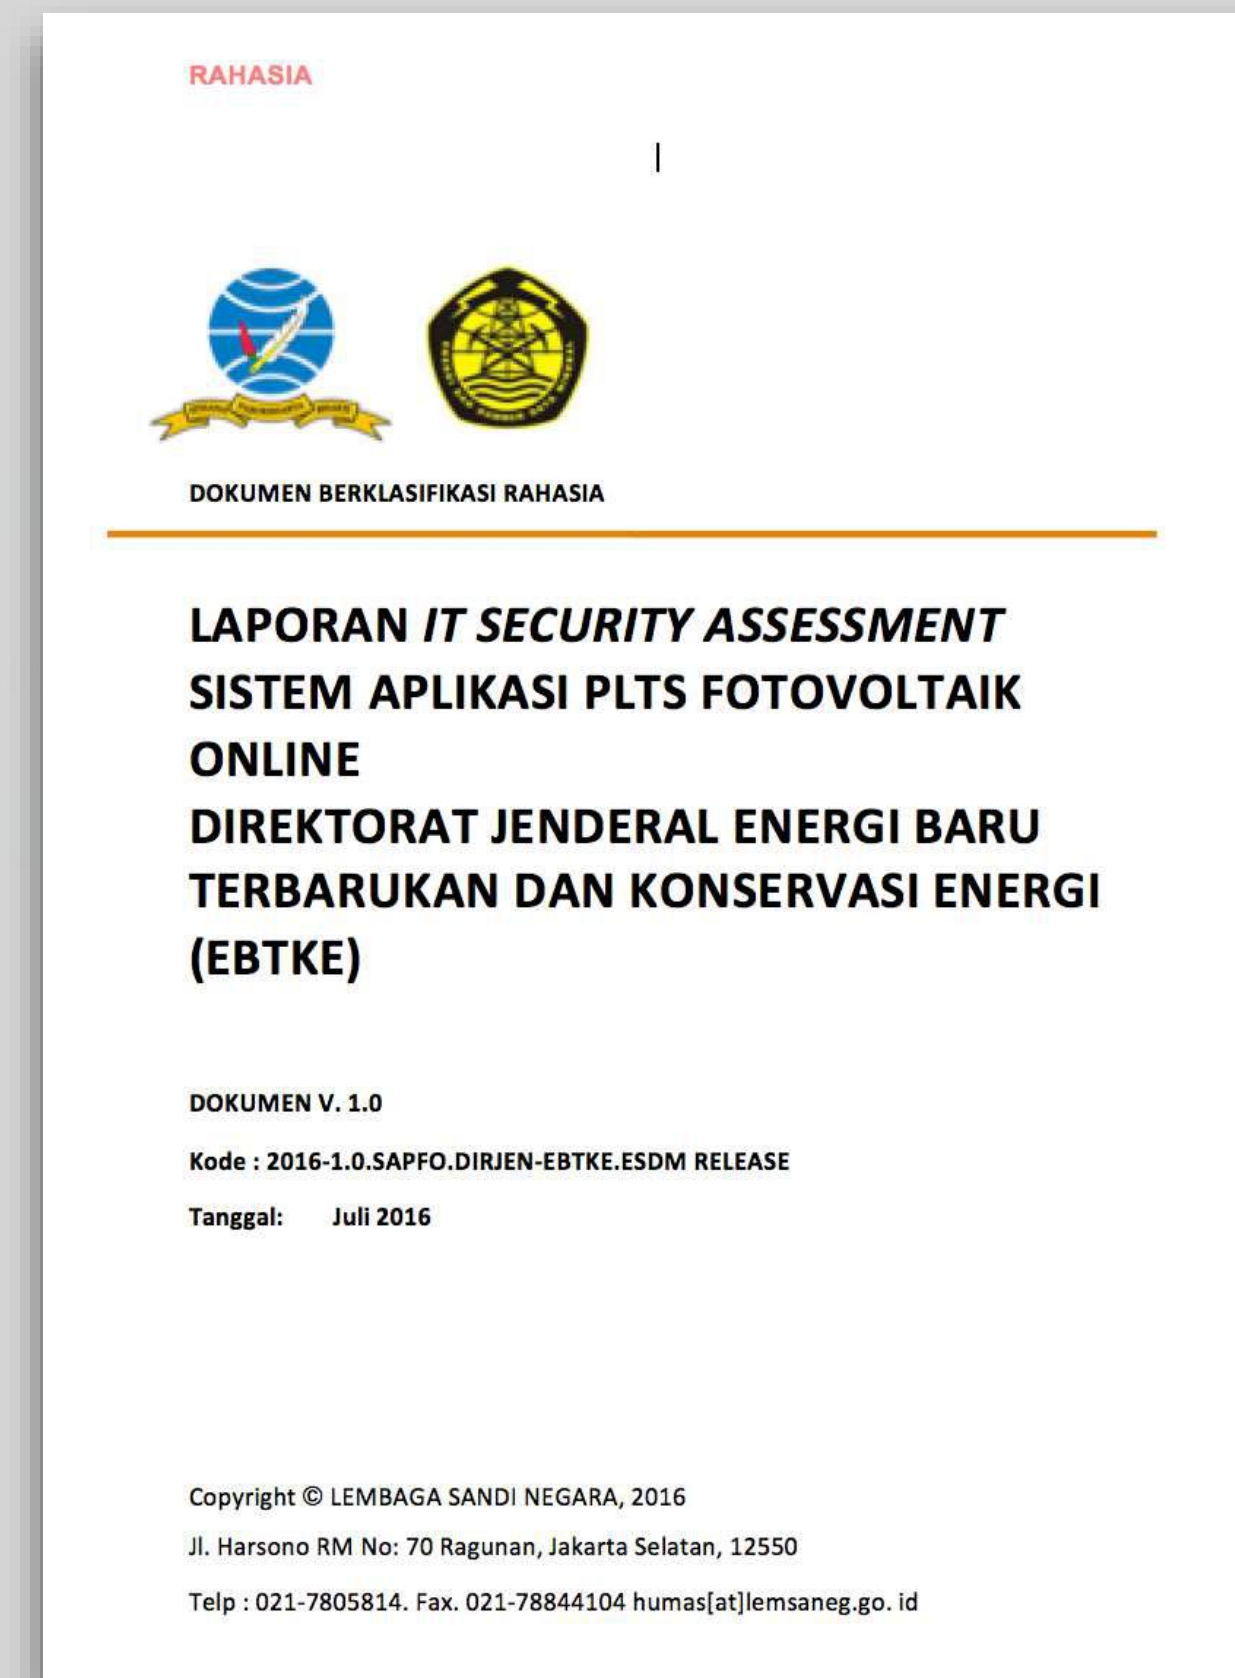 RAHASIA
DOKUMEN BERKLASIFIKASI RAHASIA
LAPORAN IT SECURITY ASSESSMENT
SISTEM APLIKASI PLTS FOTOVOLTAIK
ONLINE
DIREKTORAT JENDERAL ENERGI BARU
TERBARUKAN DAN KONSERVASI ENERGI
(EBTKE)
DOKUMEN V. 1.0
Kode : 2016-1.0.SAPFO.DIRJEN-EBTKE.ESDM RELEASE
Tanggal: Juli 2016
Copyright © LEMBAGA SANDI NEGARA, 2016
Jl. Harsono RM No: 70 Ragunan, Jakarta Selatan, 12550
Telp : 021-7805814. Fax. 021-78844104 humas[at]lemsaneg.go. id